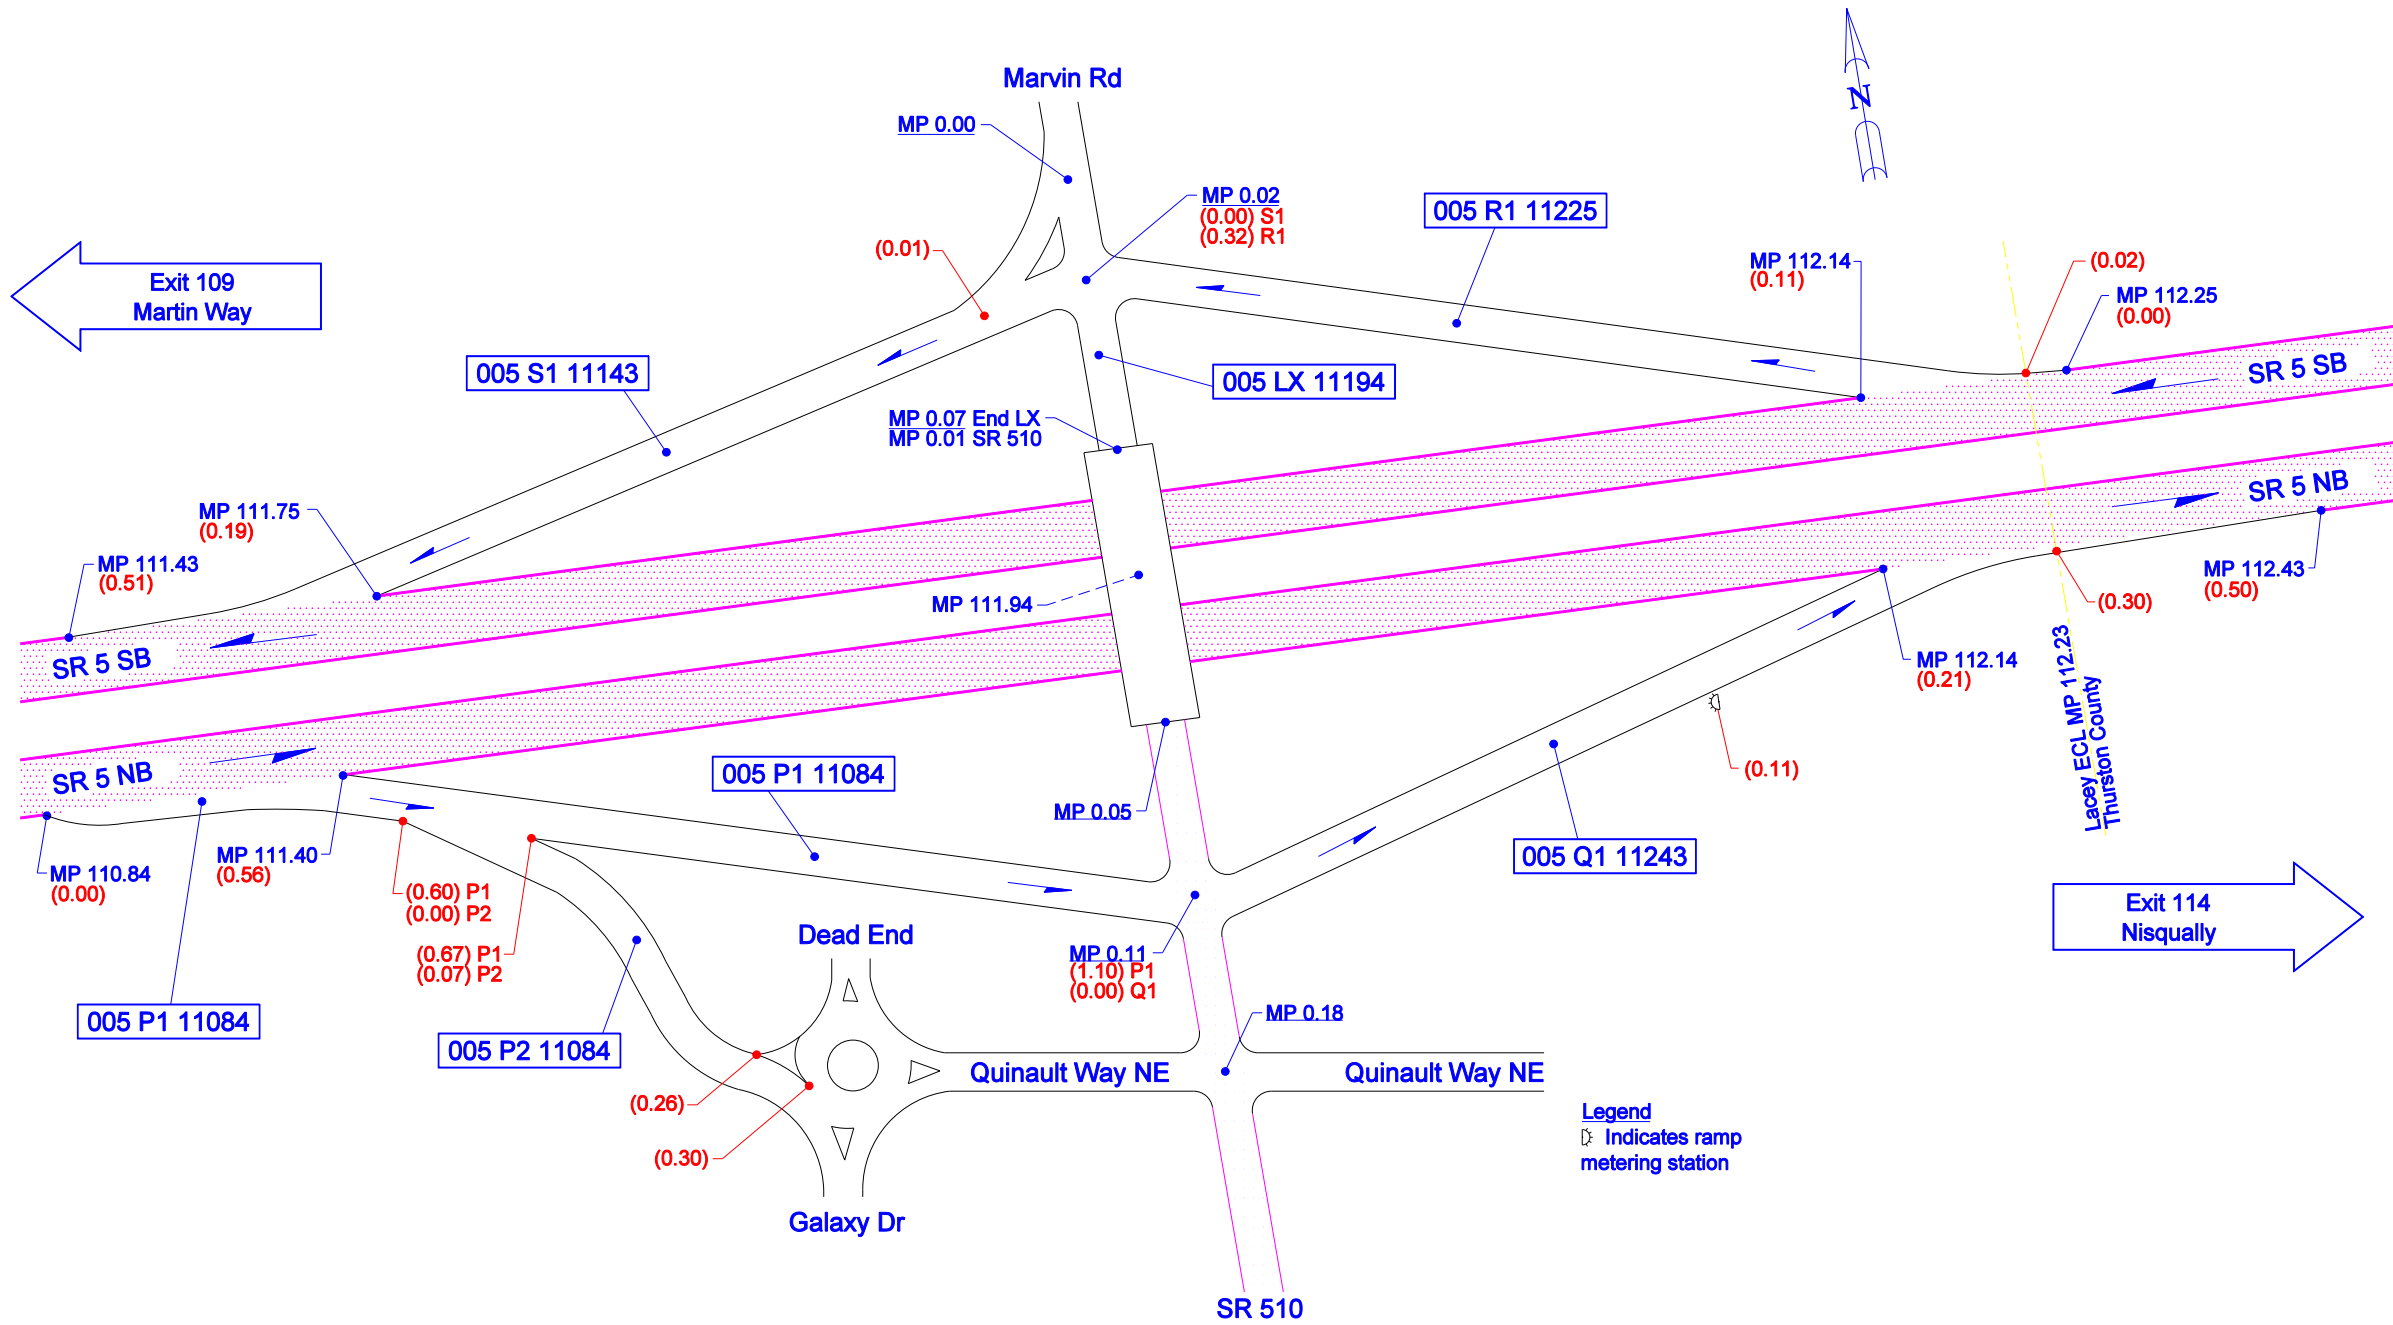 Marvin Rd
N
MP 0.00
MP 0.02
(0.00) S1
(0.32) R1
005 R1 11225
(0.01)
MP 112.14
(0.11)
(0.02)
MP 112.25
(0.00)
Exit 109
Martin Way
005 S1 11143
005 LX 11194
SR 5 SB
MP 0.07 End LX
MP 0.01 SR 510
SR 5 NB
MP 111.75
(0.19)
MP 111.43
(0.51)
MP 111.94
MP 112.43
(0.50)
(0.30)
SR 5 SB
MP 112.14
(0.21)
Lacey ECL MP 112.23
Thurston County
SR 5 NB
005 P1 11084
(0.11)
MP 0.05
MP 110.84
(0.00)
MP 111.40
(0.56)
005 Q1 11243
(0.60) P1
(0.00) P2
Exit 114
Nisqually
Dead End
(0.67) P1
(0.07) P2
MP 0.11
(1.10) P1
(0.00) Q1
005 P1 11084
MP 0.18
005 P2 11084
Quinault Way NE
Quinault Way NE
(0.26)
(0.30)
Legend
Indicates ramp
metering station
Galaxy Dr
SR 510